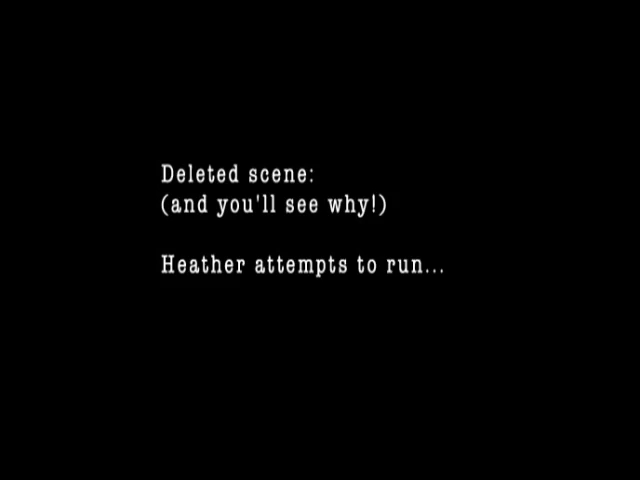 Deleted scene:
(and you'll see why!)
Heather attempts to run...